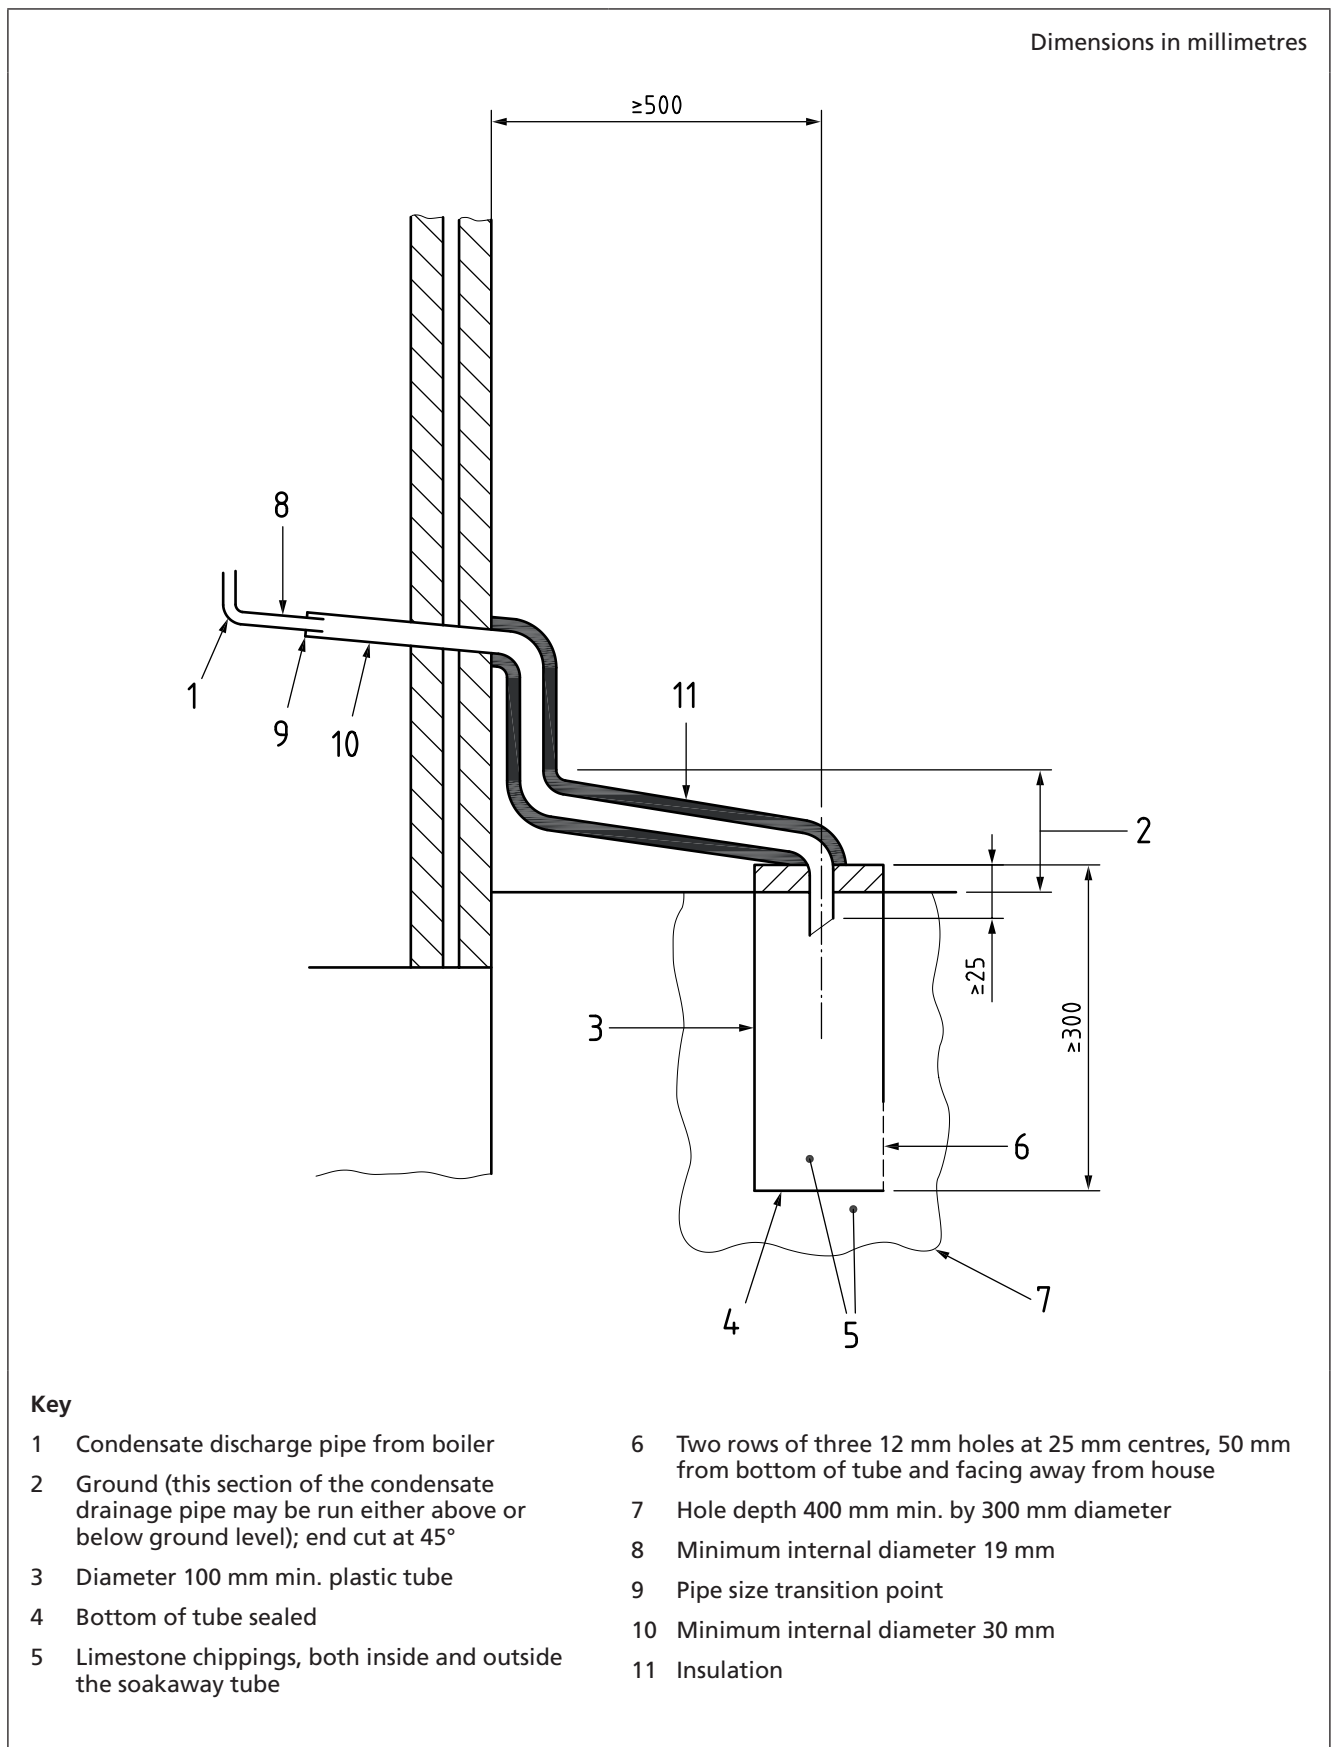 Dimensions in millimetres
≥500
8
1
9
10
11
2
≥25
3
≥300
6
4
5
7
Key
1 Condensate discharge pipe from boiler
2 Ground (this section of the condensate
drainage pipe may be run either above or
below ground level); end cut at 45°
3 Diameter 100 mm min. plastic tube
4 Bottom of tube sealed
5 Limestone chippings, both inside and outside
the soakaway tube
6 Two rows of three 12 mm holes at 25 mm centres, 50 mm
from bottom of tube and facing away from house
7 Hole depth 400 mm min. by 300 mm diameter
8 Minimum internal diameter 19 mm
9 Pipe size transition point
10 Minimum internal diameter 30 mm
11 Insulation